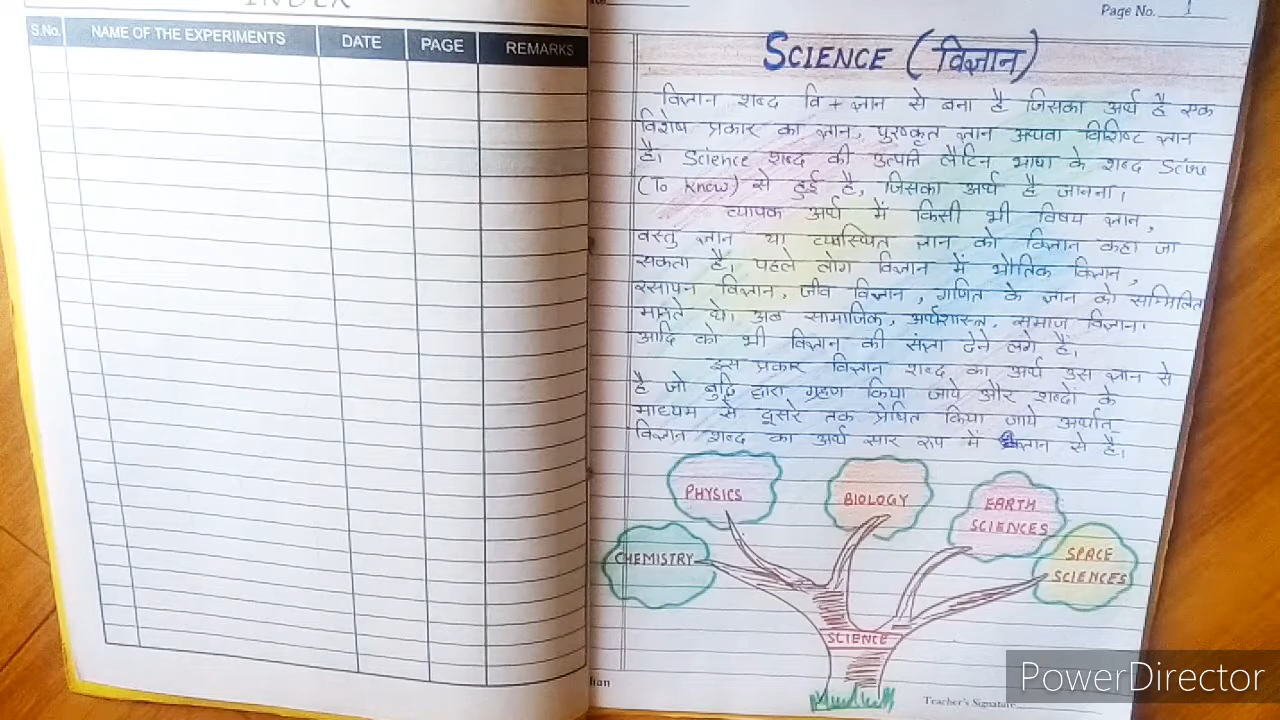 INDEX
S.No.
NAME OF THE EXPERIMENTS
DATE
PAGE
REMARKS
Page No. 1
SCIENCE (विज्ञान)
विज्ञान शब्द वि + ज्ञान से बना है जिसका अर्थ है एक
विशेष प्रकार का ज्ञान, पुरष्कृत ज्ञान अथवा विशिष्ट ज्ञान
है। Science शब्द की उत्पत्ति लैटिन भाषा के शब्द
(To know) से हुई है, जिसका अर्थ है जानना।
व्यापक अर्थ में किसी भी विषय ज्ञान,
वस्तु ज्ञान या ज्ञान को विज्ञान कहा जा
सकता है। पहले लोग विज्ञान में भौतिक विज्ञान,
रसायन विज्ञान, जीव विज्ञान, गणित के ज्ञान को सम्मिलित
मानते थे। अब सामाजिक, अर्थशास्त्र, समाज विज्ञान।
आदि को भी विज्ञान की संज्ञा देने लगे हैं।
इस प्रकार विज्ञान शब्द का अर्थ उस ज्ञान से
है जो बुद्धि द्वारा ग्रहण किया जाये और शब्दों के
माध्यम से दूसरे तक प्रेषित किया जाये अर्थात
विज्ञान शब्द का अर्थ सार रूप में ज्ञान से है।
PHYSICS
BIOLOGY
EARTH
SCIENCES
CHEMISTRY
SPACE
SCIENCES
SCIENCE
Teacher's Signature
PowerDirector